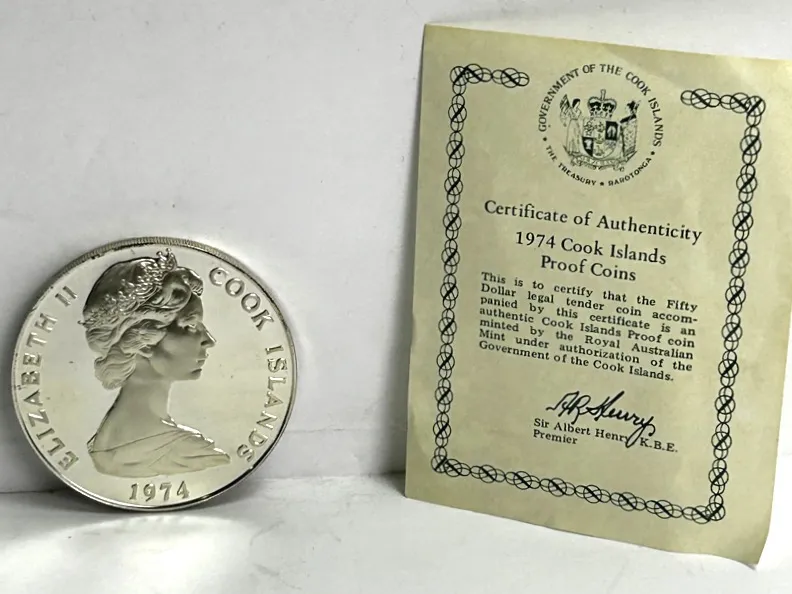 ELIZABETH II
COOK ISLANDS
1974
GOVERNMENT OF THE COOK ISLANDS
★ THE TREASURY ★ RAROTONGA ★
Certificate of Authenticity
1974 Cook Islands
Proof Coins
This is to certify that the Fifty
Dollar legal tender coin accom-
panied by this certificate is an
authentic Cook Islands Proof coin
minted by the Royal Australian
Mint under authorization of the
Government of the Cook Islands.
Sir Albert Henry K.B.E.
Premier